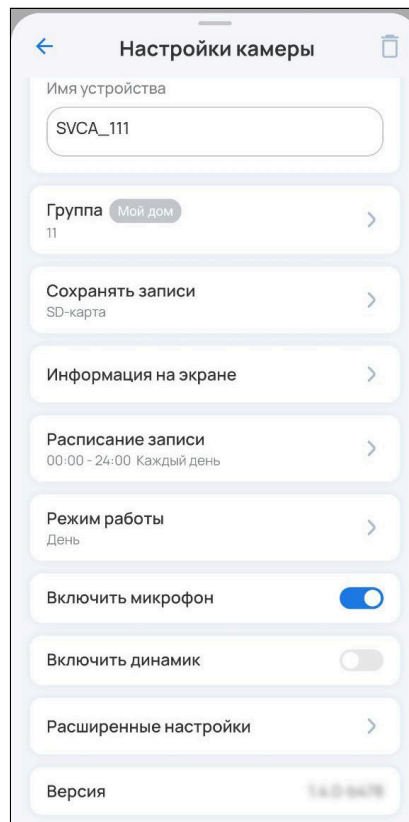 Настройки камеры
Имя устройства
SVCA_111
Группа Мой дом
11
Сохранять записи
SD-карта
Информация на экране
Расписание записи
00:00 - 24:00 Каждый день
Режим работы
День
Включить микрофон
Включить динамик
Расширенные настройки
Версия